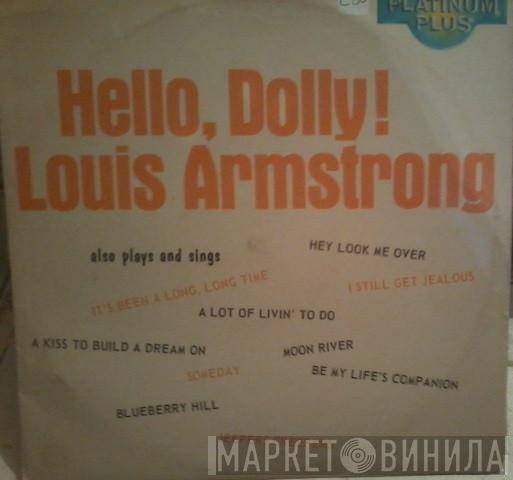 PLATINUM
PLUS
Hello, Dolly!
Louis Armstrong
also plays and sings
HEY LOOK ME OVER
IT'S BEEN A LONG, LONG TIME
I STILL GET JEALOUS
A LOT OF LIVIN' TO DO
A KISS TO BUILD A DREAM ON
MOON RIVER
SOMEDAY
BE MY LIFE'S COMPANION
BLUEBERRY HILL
МАРКЕТ ВИНИЛА